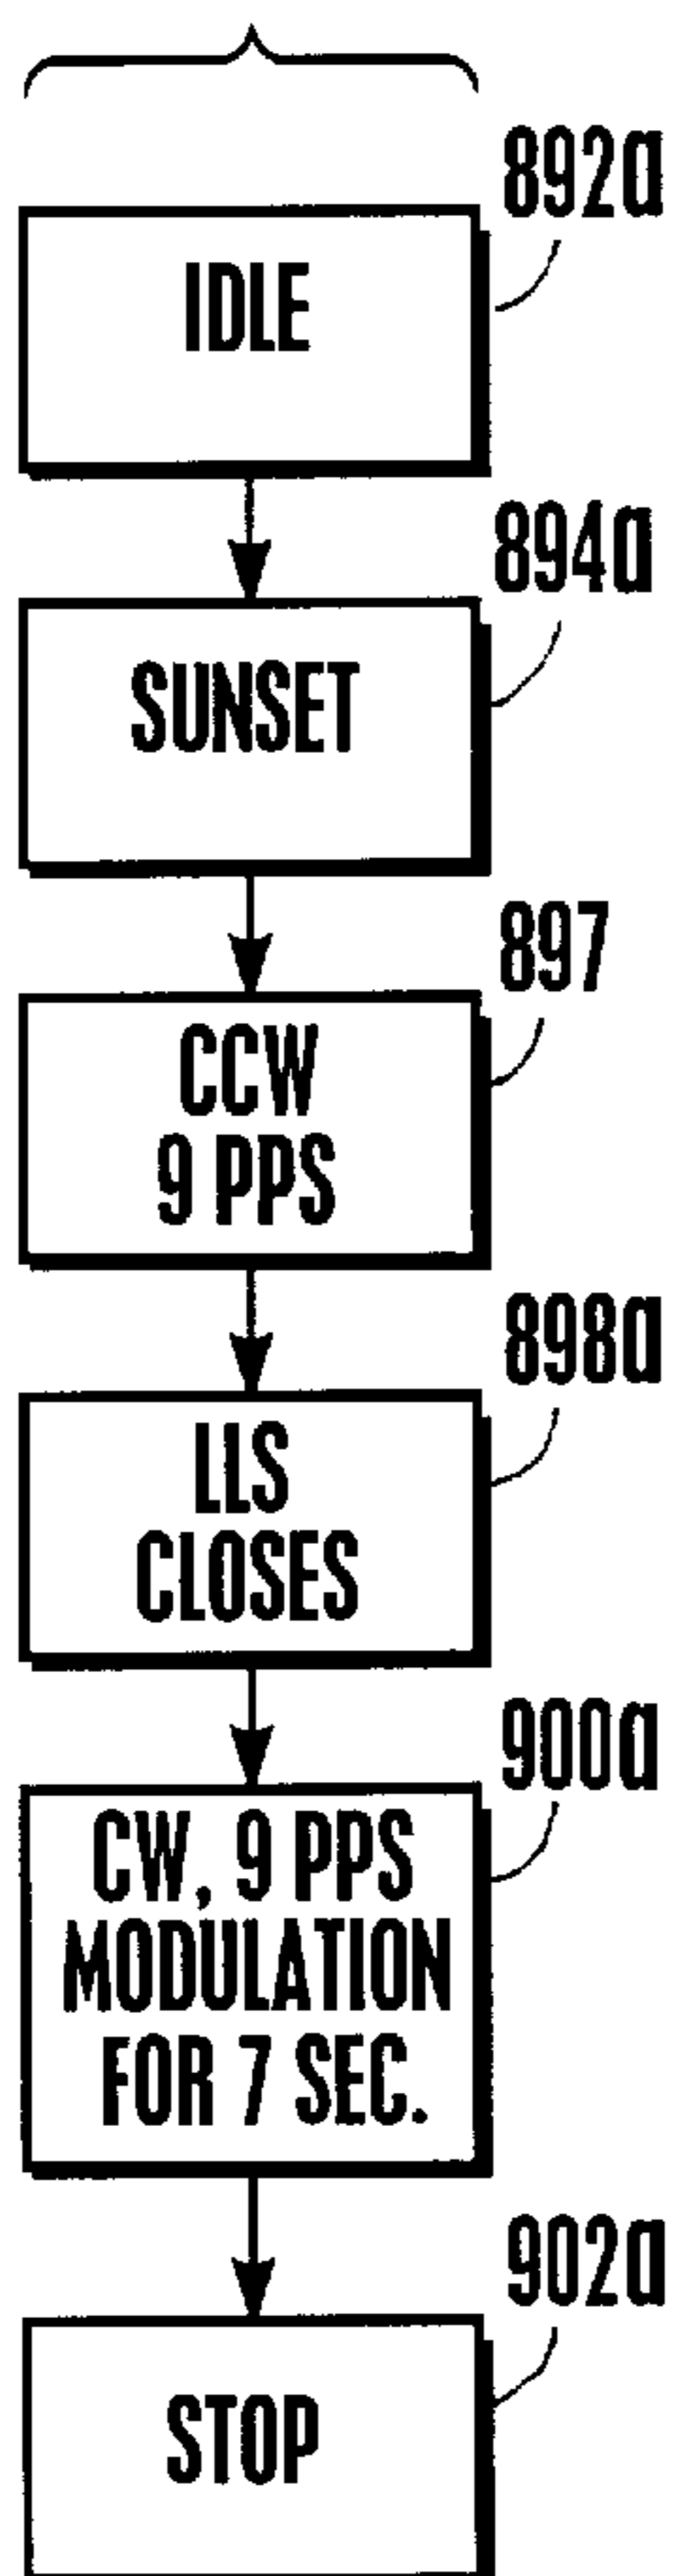 892a
IDLE
894a
SUNSET
897
CCW
9 PPS
898a
LLS
CLOSES
900a
CW, 9 PPS
MODULATION
FOR 7 SEC.
902a
STOP